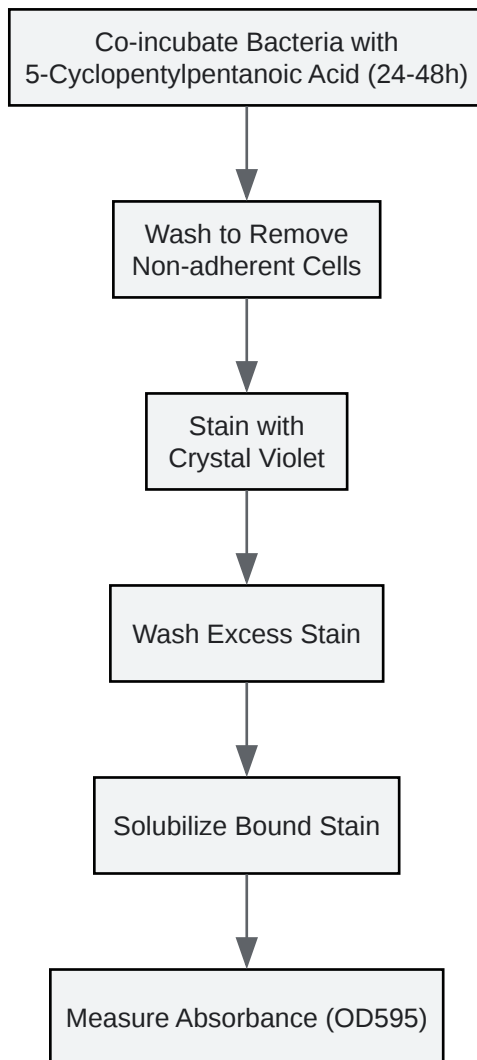 Co-incubate Bacteria with
5-Cyclopentylpentanoic Acid (24-48h)
Wash to Remove
Non-adherent Cells
Stain with
Crystal Violet
Wash Excess Stain
Solubilize Bound Stain
Measure Absorbance (OD595)